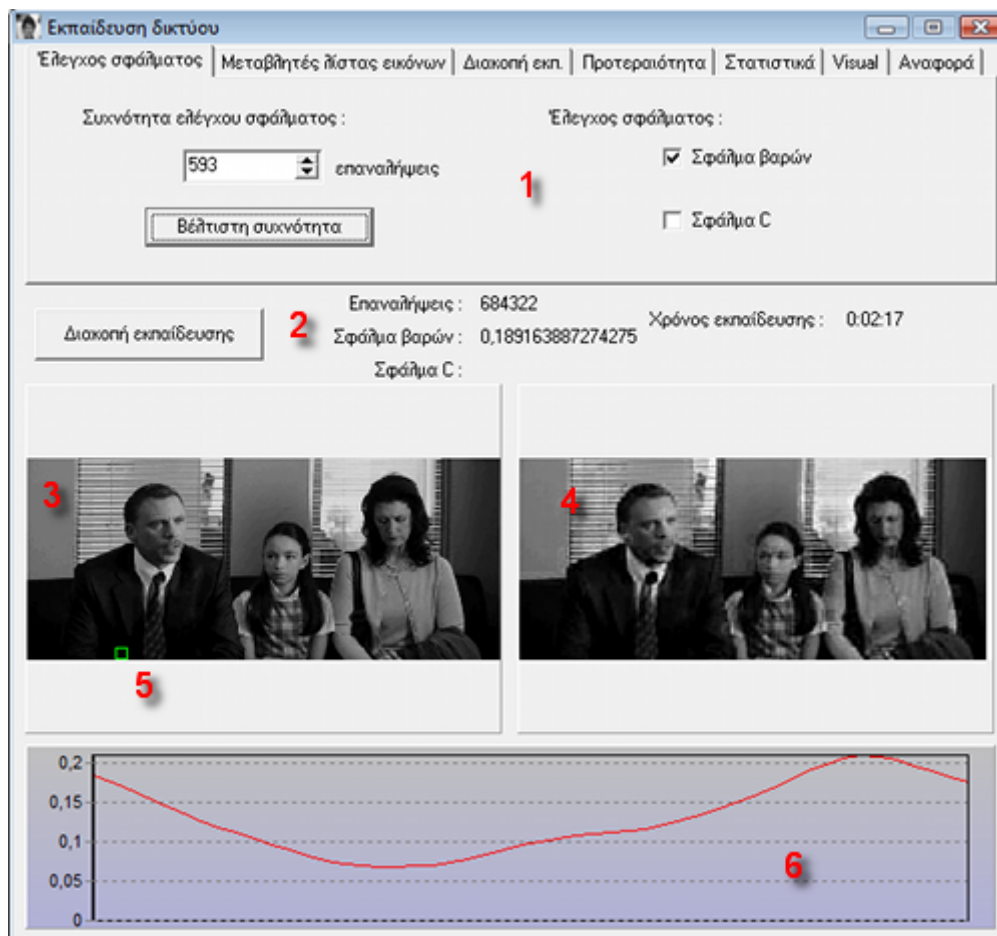 Εκπαίδευση δικτύου
Έλεγχος σφάλματος Μεταβλητές λίστας εικόνων Διακοπή εκπ. Προτεραιότητα Στατιστικά Visual Αναφορά
Συχνότητα ελέγχου σφάλματος : Έλεγχος σφάλματος :
593 επαναλήψεις 1 Σφάλμα βαρών
Βέλτιστη συχνότητα Σφάλμα C
Διακοπή εκπαίδευσης 2 Επαναλήψεις : 684322 Χρόνος εκπαίδευσης : 0:02:17
Σφάλμα βαρών : 0,189163887274275
Σφάλμα C :
3 4
5
0,2
0,15
0,1
0,05
0
6